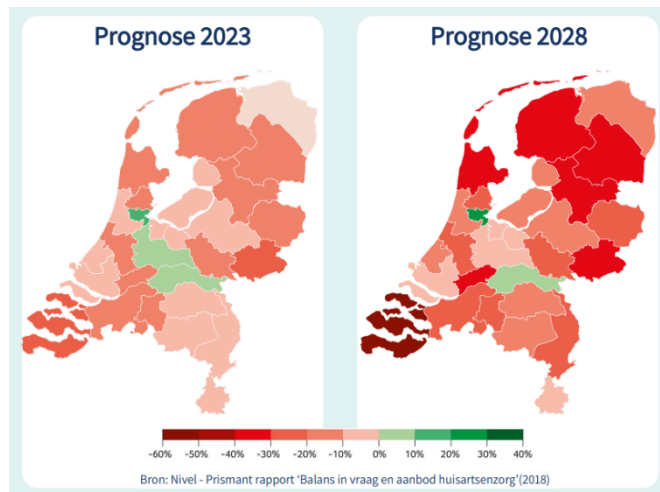 Prognose 2023
Prognose 2028
-60% -50% -40% -30% -20% -10% 0% 10% 20% 30% 40%
Bron: Nivel - Prismant rapport ‘Balans in vraag en aanbod huisartsenzorg’(2018)